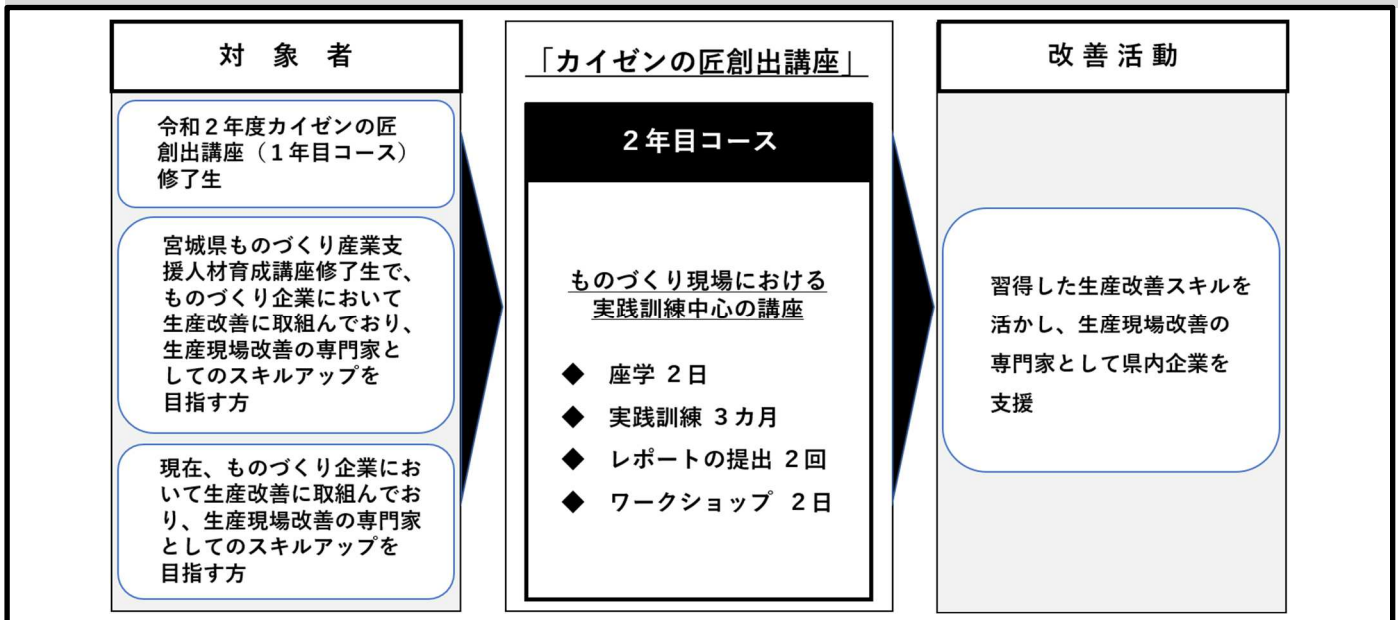 対 象 者
令和２年度カイゼンの匠
創出講座（１年目コース）
修了生
宮城県ものづくり産業支
援人材育成講座修了生で、
ものづくり企業において
生産改善に取組んでおり、
生産現場改善の専門家と
してのスキルアップを
目指す方
現在、ものづくり企業にお
いて生産改善に取組んでお
り、生産現場改善の専門家
としてのスキルアップを
目指す方
「カイゼンの匠創出講座」
２年目コース
ものづくり現場における
実践訓練中心の講座
◆ 座学 ２日
◆ 実践訓練 ３カ月
◆ レポートの提出 ２回
◆ ワークショップ ２日
改善活動
習得した生産改善スキルを
活かし、生産現場改善の
専門家として県内企業を
支援